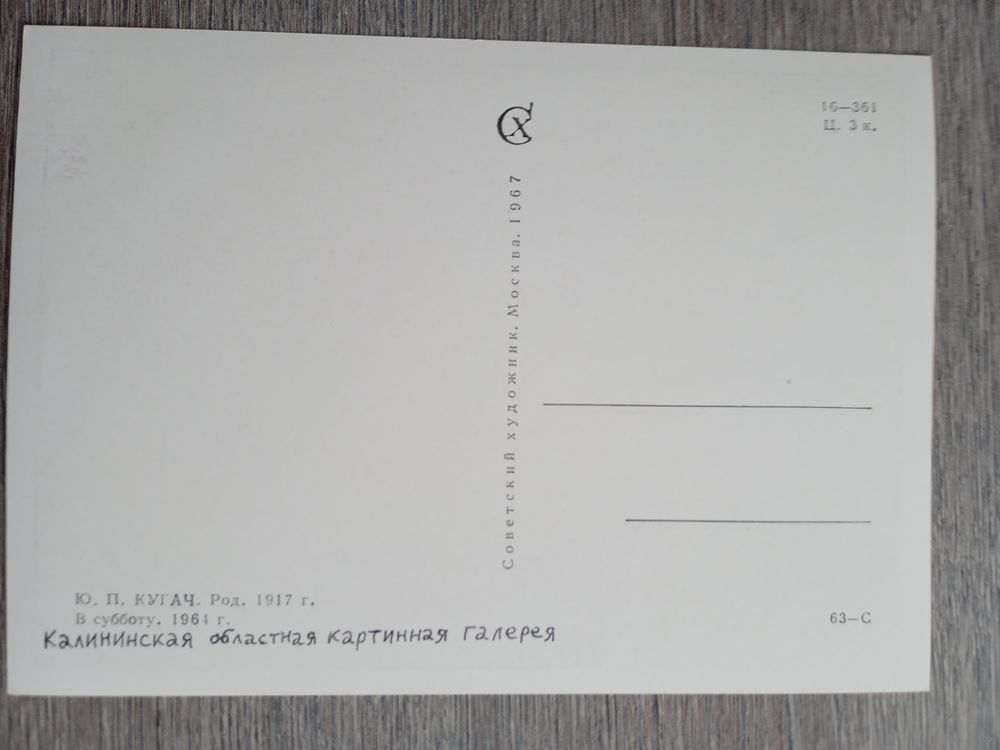 Ю. П. КУГАЧ. Род. 1917 г.
В субботу. 1964 г.
Калининская областная картинная галерея
СХ
Советский художник. Москва. 1967
16—361
Ц. 3 к.
63—С